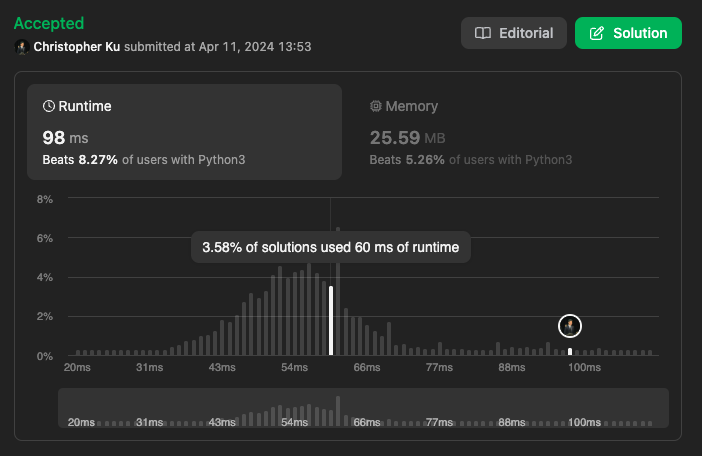 Accepted
Christopher Ku submitted at Apr 11, 2024 13:53
Editorial
Solution
Runtime
98 ms
Beats 8.27% of users with Python3
Memory
25.59 MB
Beats 5.26% of users with Python3
8%
6%
4%
2%
0%
3.58% of solutions used 60 ms of runtime
20ms 31ms 43ms 54ms 66ms 77ms 88ms 100ms
20ms 31ms 43ms 54ms 66ms 77ms 88ms 100ms